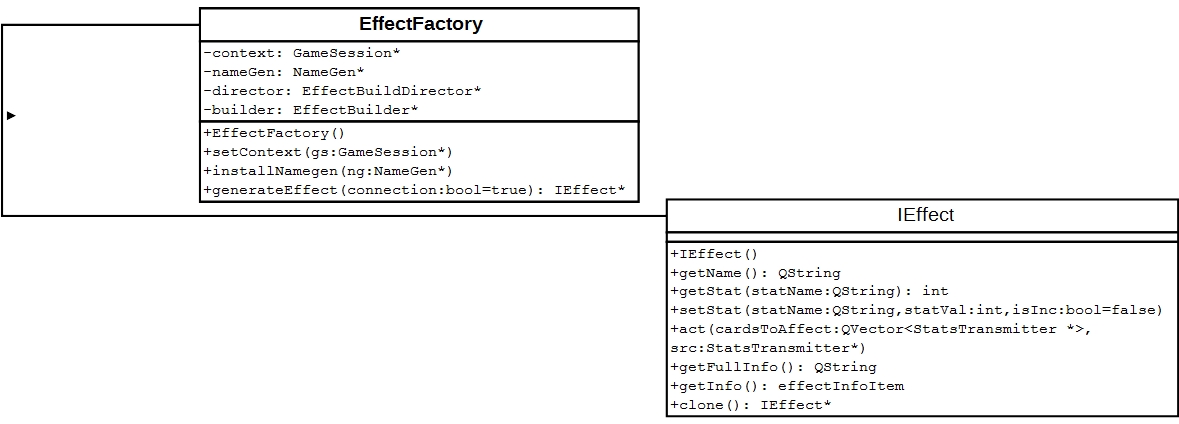 EffectFactory
-context: GameSession*
-nameGen: NameGen*
-director: EffectBuildDirector*
-builder: EffectBuilder*
+EffectFactory()
+setContext(gs:GameSession*)
+installNamegen(ng:NameGen*)
+generateEffect(connection:bool=true): IEffect*
IEffect
+IEffect()
+getName(): QString
+getStat(statName:QString): int
+setStat(statName:QString,statVal:int,isInc:bool=false)
+act(cardsToAffect:QVector<StatsTransmitter *>,
src:StatsTransmitter*)
+getFullInfo(): QString
+getInfo(): effectInfoItem
+clone(): IEffect*